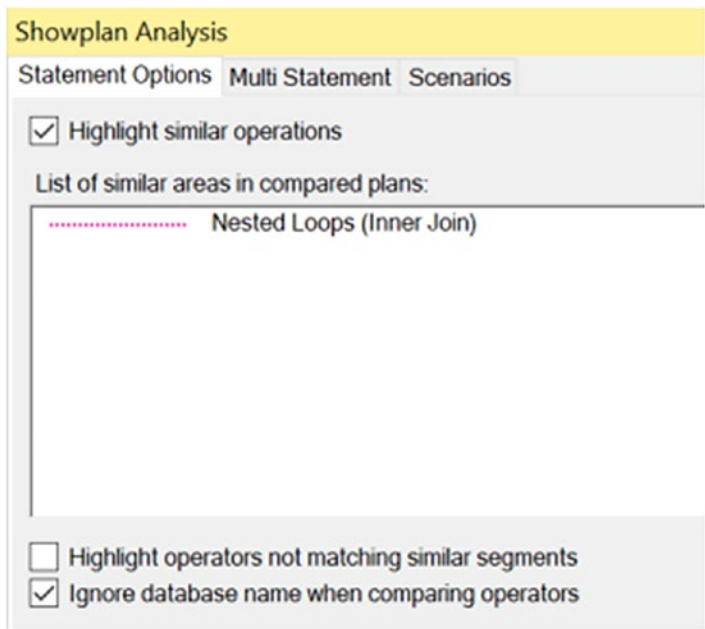 Showplan Analysis
Statement Options Multi Statement Scenarios
Highlight similar operations
List of similar areas in compared plans:
Nested Loops (Inner Join)
Highlight operators not matching similar segments
Ignore database name when comparing operators